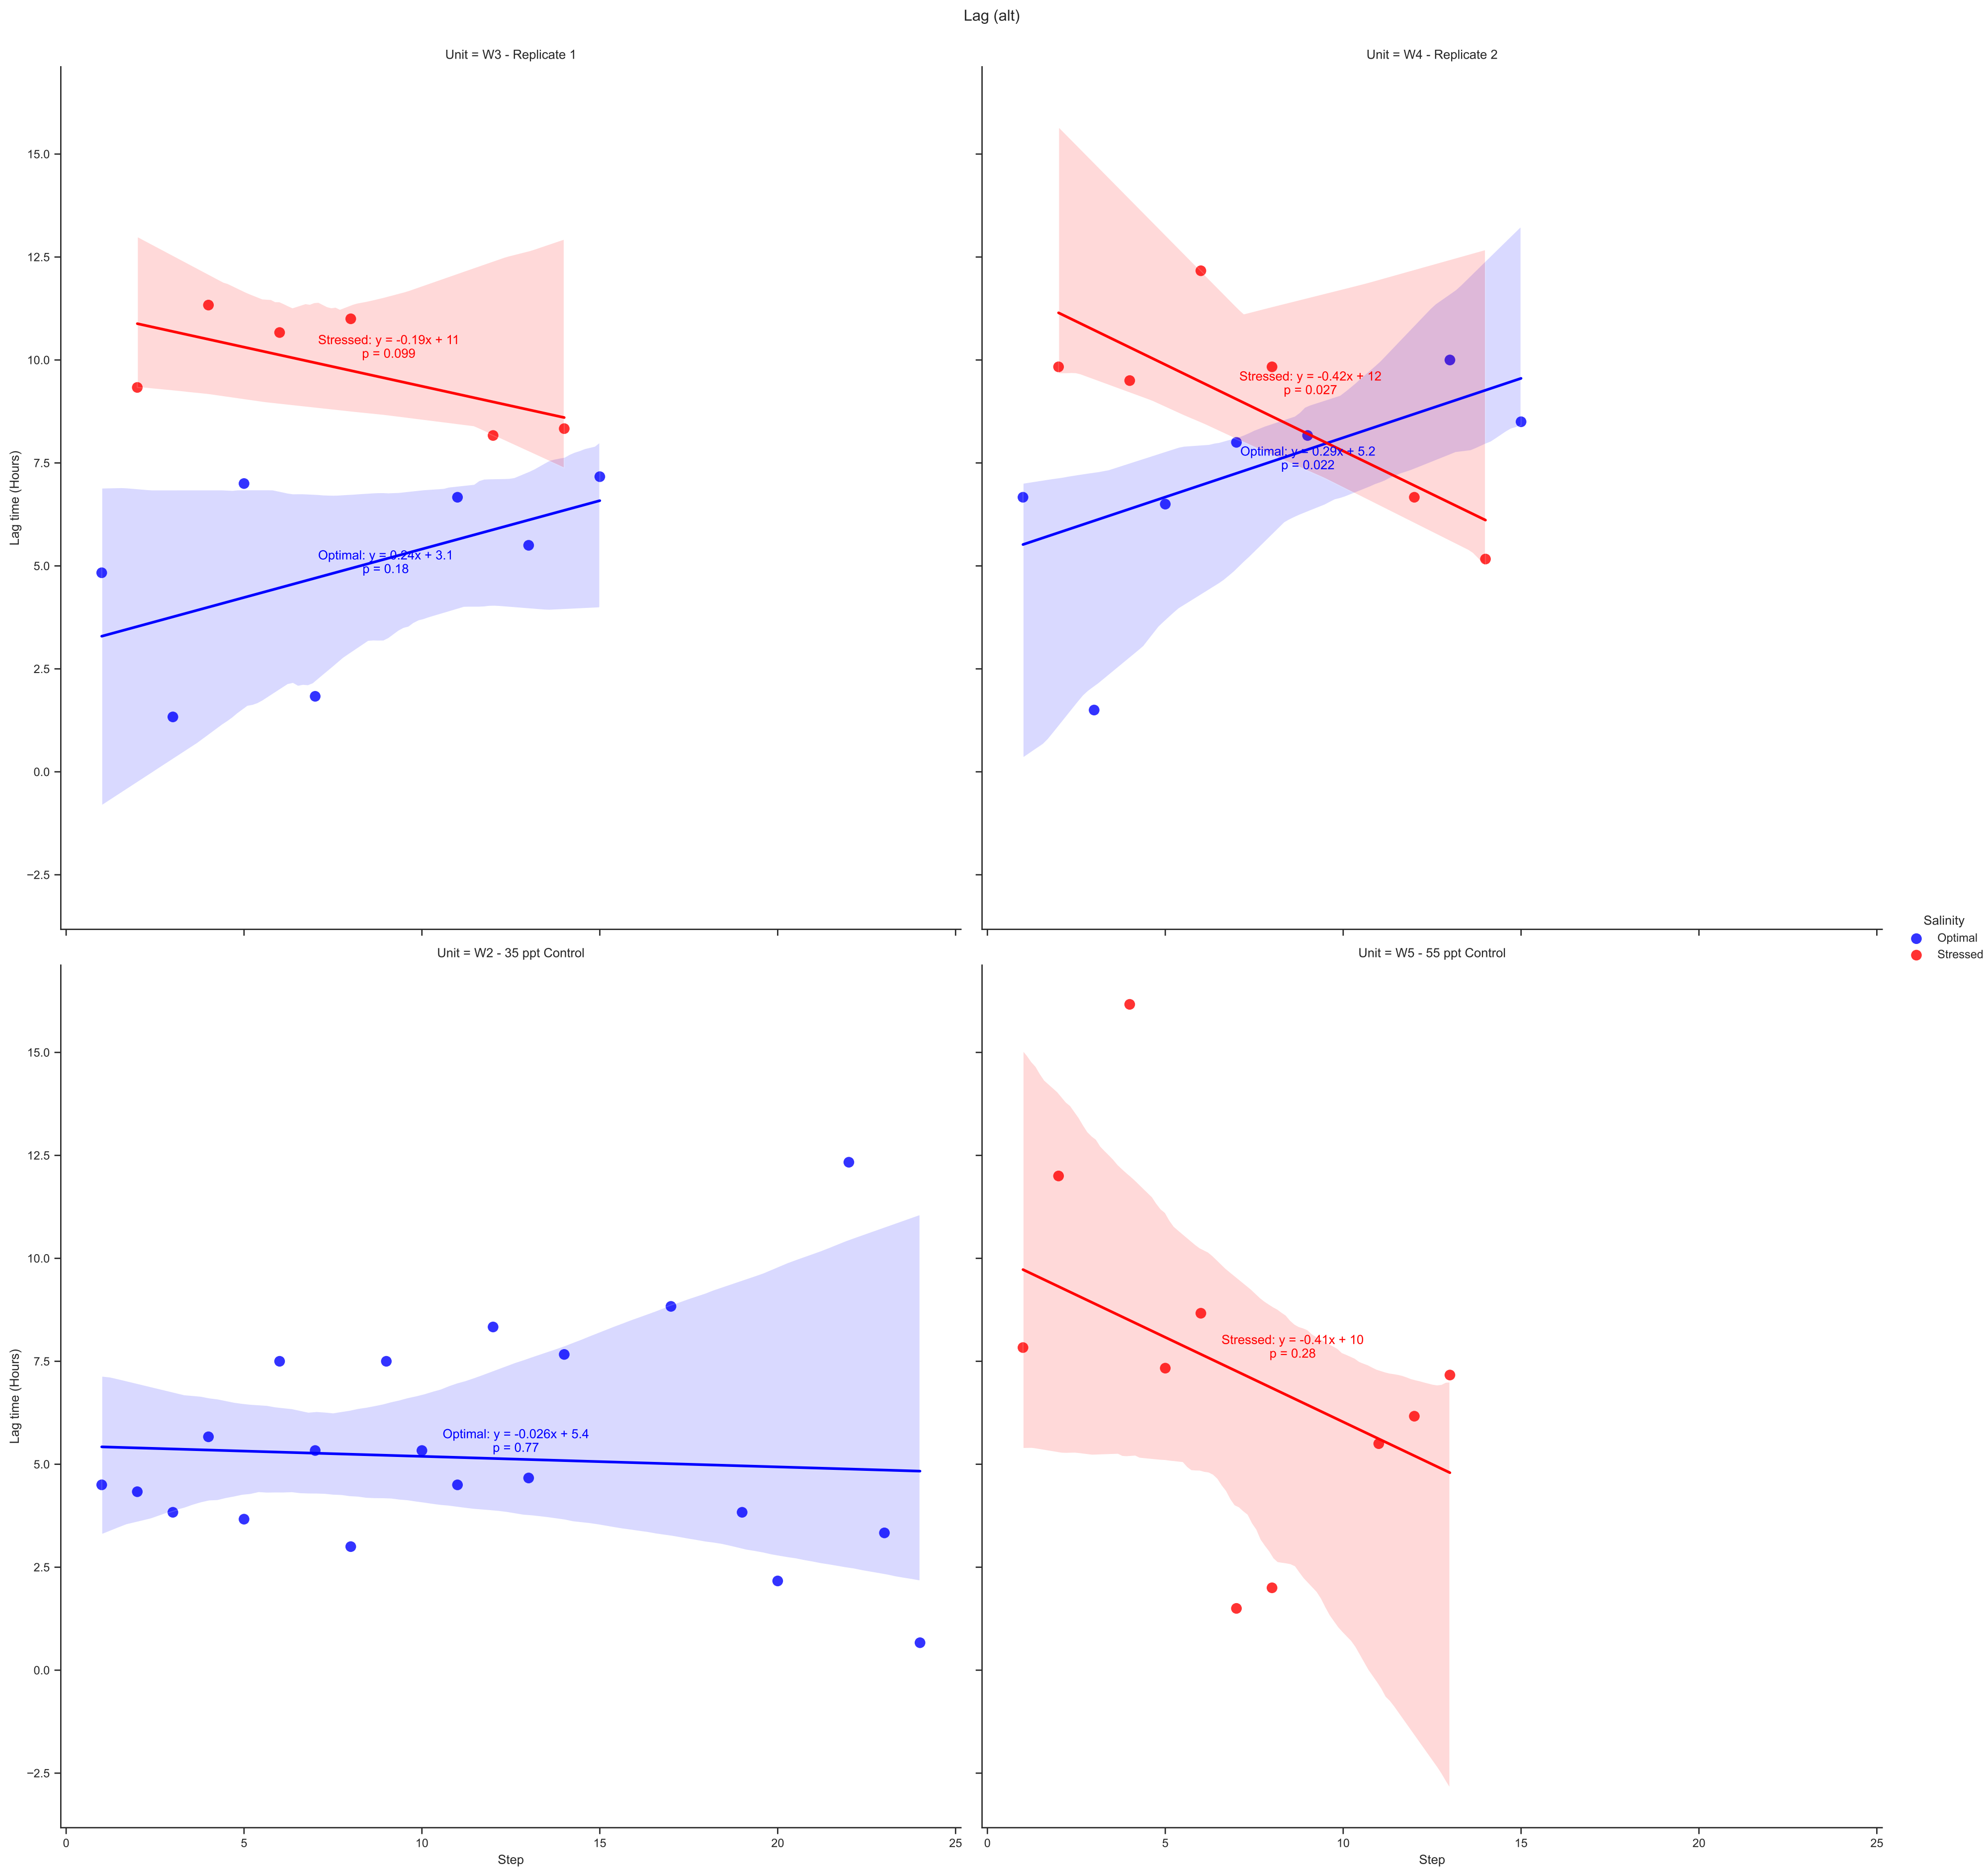 Lag (alt)
Unit = W3 - Replicate 1
Unit = W4 - Replicate 2
15.0
12.5
10.0
7.5
5.0
2.5
0.0
−2.5
Lag time (Hours)
Stressed: y = -0.19x + 11
p = 0.099
Optimal: y = 0.24x + 3.1
p = 0.18
Stressed: y = -0.42x + 12
p = 0.027
Optimal: y = 0.29x + 5.2
p = 0.022
Salinity
Optimal
Stressed
Unit = W2 - 35 ppt Control
Unit = W5 - 55 ppt Control
15.0
12.5
10.0
7.5
5.0
2.5
0.0
−2.5
Lag time (Hours)
Optimal: y = -0.026x + 5.4
p = 0.77
Stressed: y = -0.41x + 10
p = 0.28
0 5 10 15 20 25
Step
0 5 10 15 20 25
Step